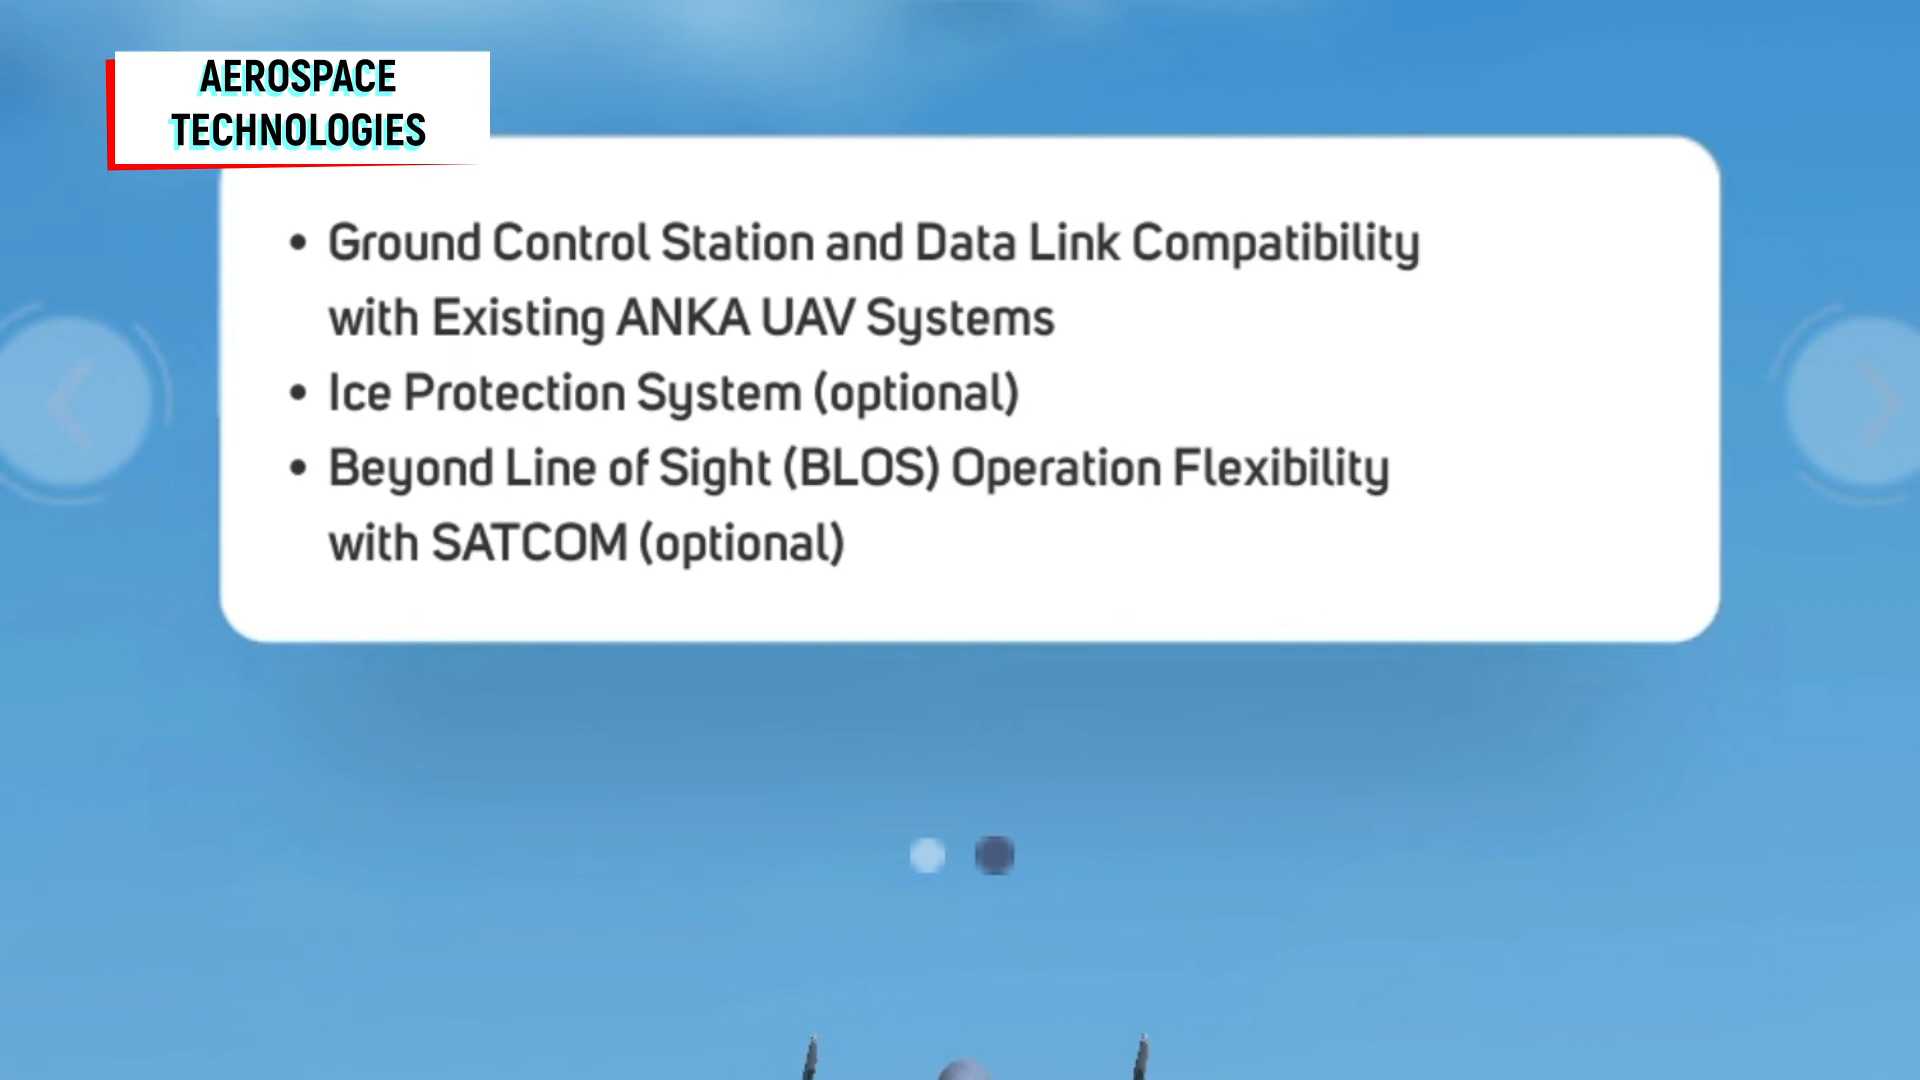 AEROSPACE
TECHNOLOGIES
• Ground Control Station and Data Link Compatibility
with Existing ANKA UAV Systems
• Ice Protection System (optional)
• Beyond Line of Sight (BLOS) Operation Flexibility
with SATCOM (optional)